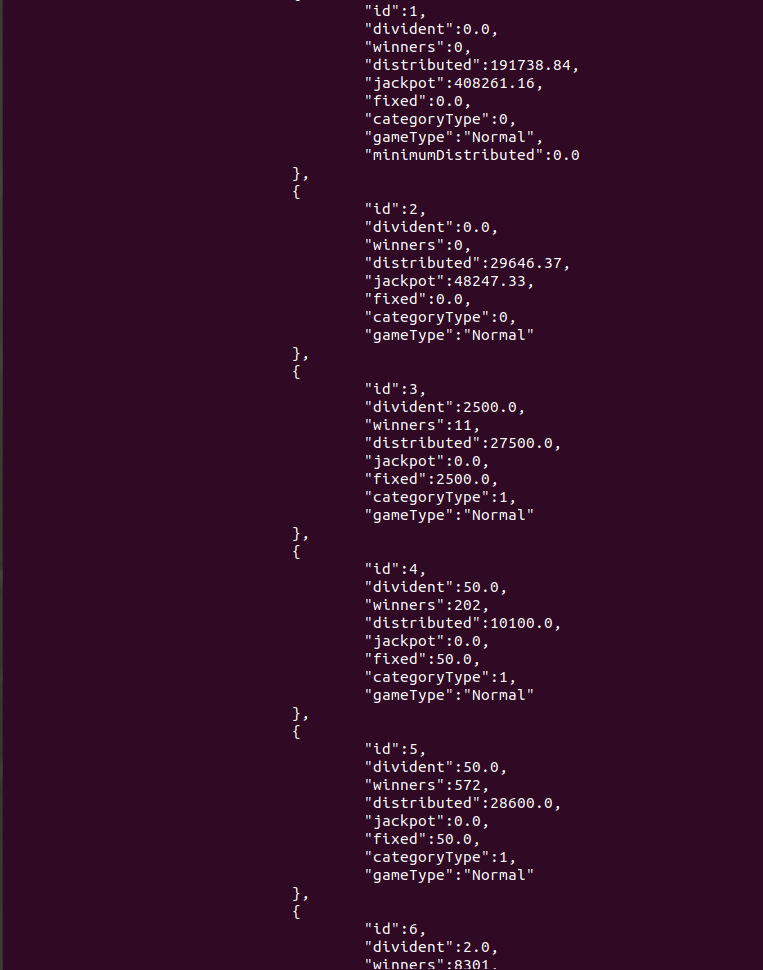 "id":1,
"divident":0.0,
"winners":0,
"distributed":191738.84,
"jackpot":408261.16,
"fixed":0.0,
"categoryType":0,
"gameType":"Normal",
"minimumDistributed":0.0
},
{
"id":2,
"divident":0.0,
"winners":0,
"distributed":29646.37,
"jackpot":48247.33,
"fixed":0.0,
"categoryType":0,
"gameType":"Normal"
},
{
"id":3,
"divident":2500.0,
"winners":11,
"distributed":27500.0,
"jackpot":0.0,
"fixed":2500.0,
"categoryType":1,
"gameType":"Normal"
},
{
"id":4,
"divident":50.0,
"winners":202,
"distributed":10100.0,
"jackpot":0.0,
"fixed":50.0,
"categoryType":1,
"gameType":"Normal"
},
{
"id":5,
"divident":50.0,
"winners":572,
"distributed":28600.0,
"jackpot":0.0,
"fixed":50.0,
"categoryType":1,
"gameType":"Normal"
},
{
"id":6,
"divident":2.0,
"winners":8301,